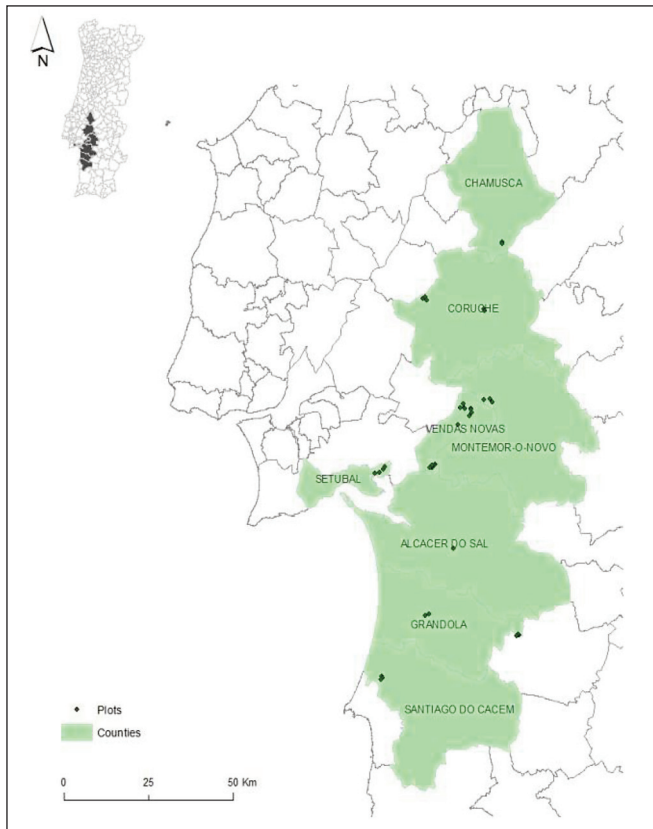 N
CHAMUSCA
CORUCHE
VENDAS NOVAS
MONTEMOR-O-NOVO
SETUBAL
ALCACER DO SAL
GRANDOLA
SANTIAGO DO CACEM
Plots
Counties
0 25 50 Km